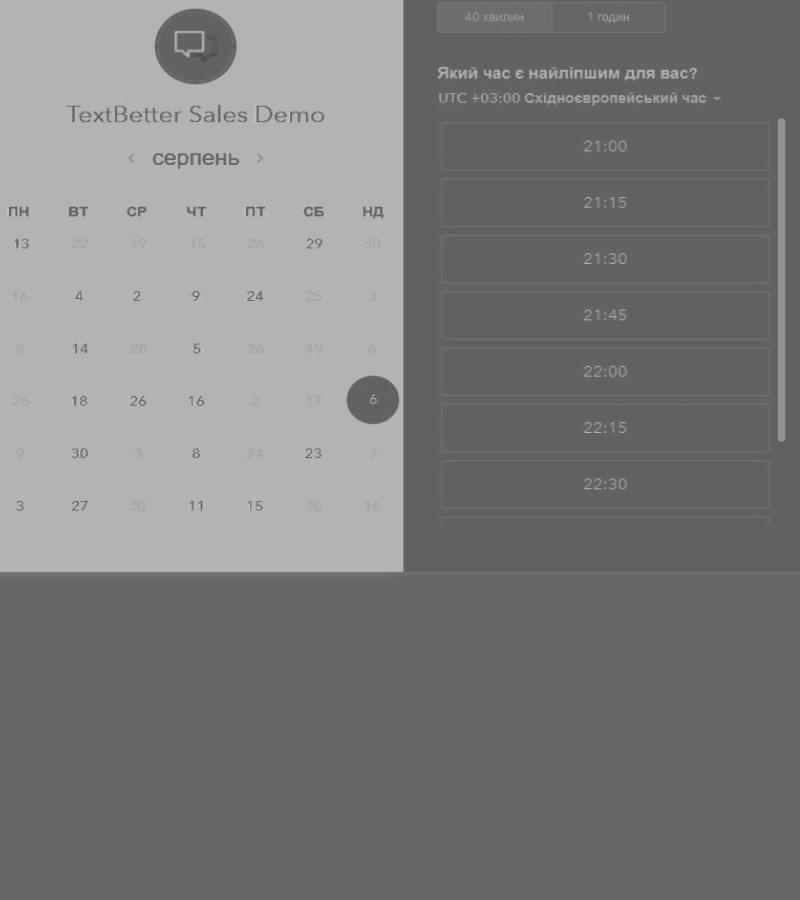 TextBetter Sales Demo
серпень
ПН ВТ СР ЧТ ПТ СБ НД
13 22 19 15 26 29 30
16 4 2 9 24 25 3
8 14 28 5 26 19 6
26 18 26 16 2 17 6
9 30 3 8 24 23 7
3 27 30 11 15 30 16
40 хвилин 1 годин
Який час є найліпшим для вас?
UTC +03:00 Східноєвропейський час
21:00
21:15
21:30
21:45
22:00
22:15
22:30